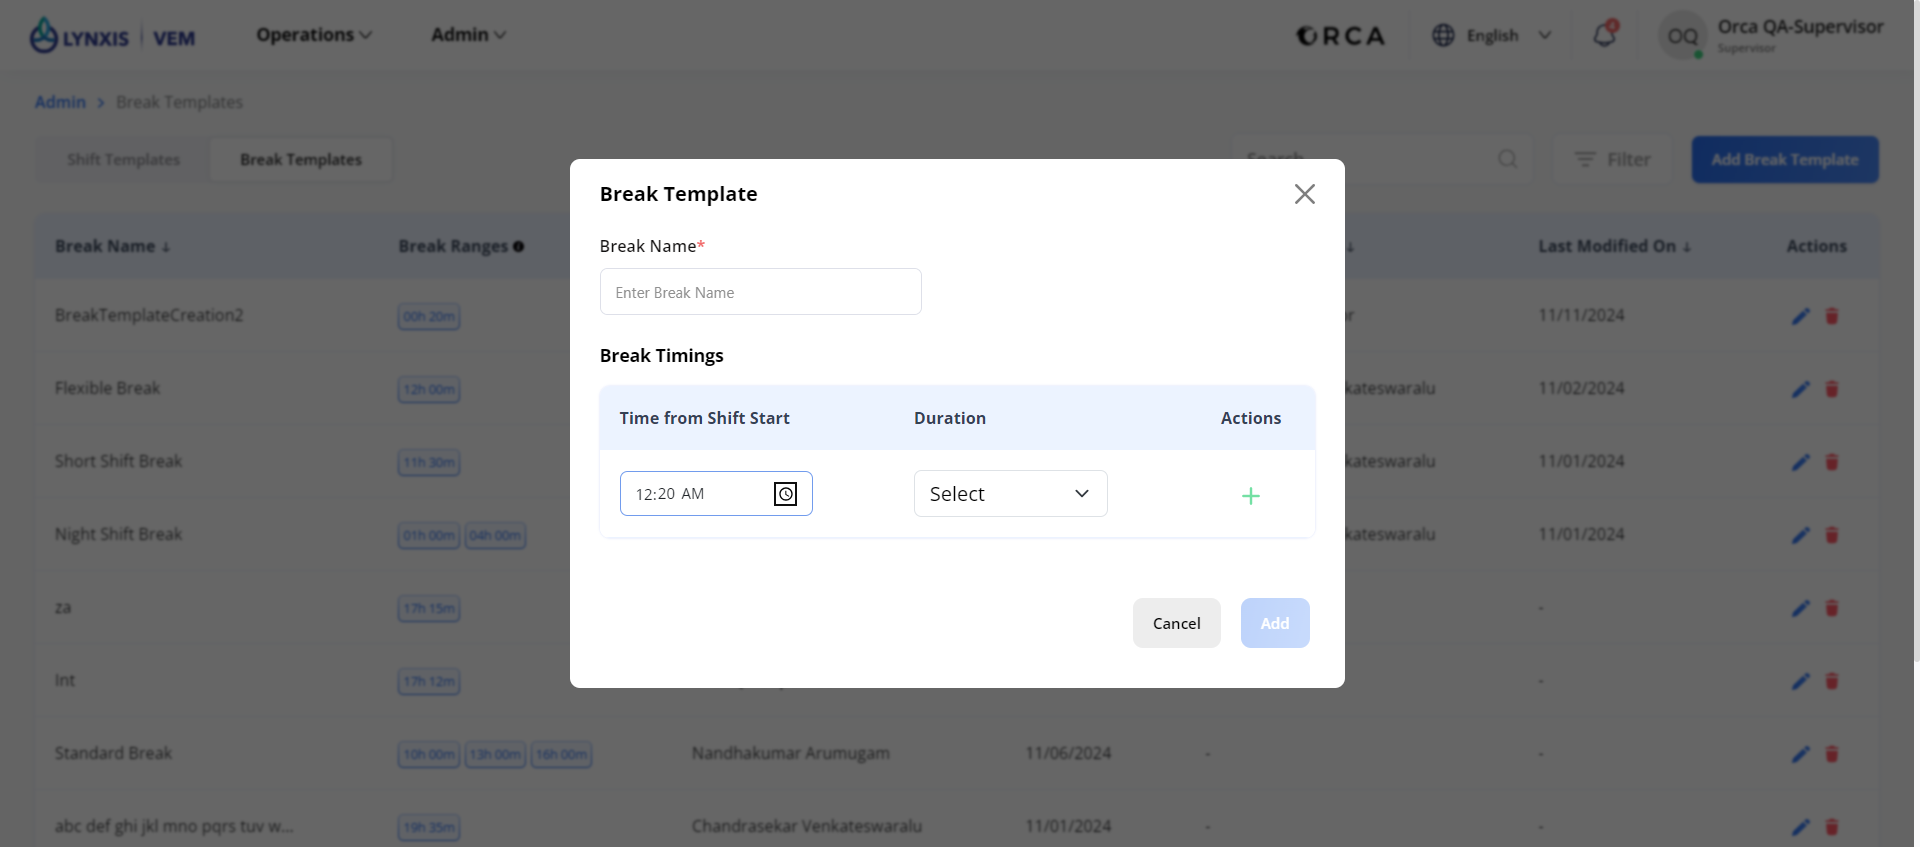 LYNXIS | VEM Operations Admin ORCA English 4 OQ Orca QA-Supervisor
Supervisor
Admin > Break Templates
Shift Templates Break Templates Search Filter Add Break Template
Break Name ↓ Break Ranges Last Modified On ↓ Actions
BreakTemplateCreation2 00h 20m 11/11/2024
Flexible Break 12h 00m kateswaralu 11/02/2024
Short Shift Break 11h 30m kateswaralu 11/01/2024
Night Shift Break 01h 00m 04h 00m kateswaralu 11/01/2024
za 17h 15m -
Int 17h 12m -
Standard Break 10h 00m 13h 00m 16h 00m Nandhakumar Arumugam 11/06/2024 - -
abc def ghi jkl mno pqrs tuv w... 19h 35m Chandrasekar Venkateswaralu 11/01/2024 - -
Break Template
Break Name*
Enter Break Name
Break Timings
Time from Shift Start Duration Actions
12:20 AM Select +
Cancel Add